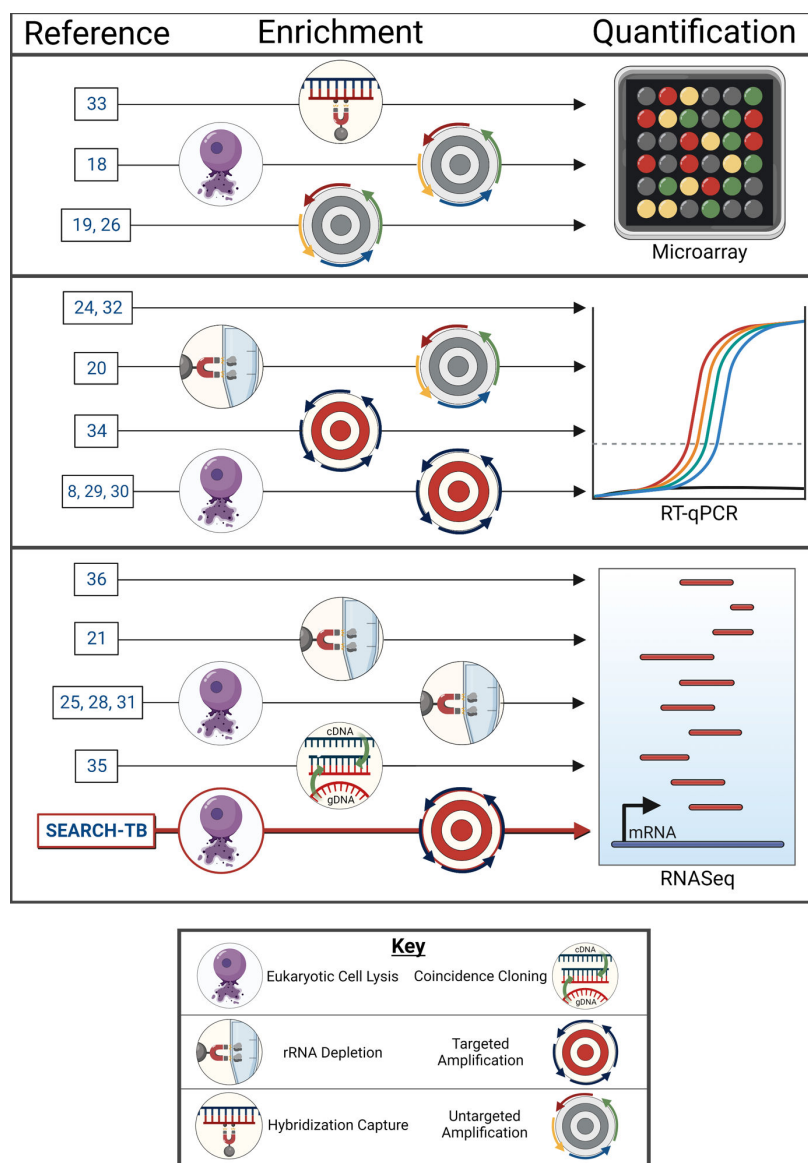 Reference Enrichment Quantification
33
18
19, 26
Microarray
24, 32
20
34
8, 29, 30
RT-qPCR
36
21
25, 28, 31
cDNA
35
gDNA
SEARCH-TB
mRNA
RNASeq
Key
Eukaryotic Cell Lysis
Coincidence Cloning
cDNA
gDNA
rRNA Depletion
Targeted
Amplification
Hybridization Capture
Untargeted
Amplification